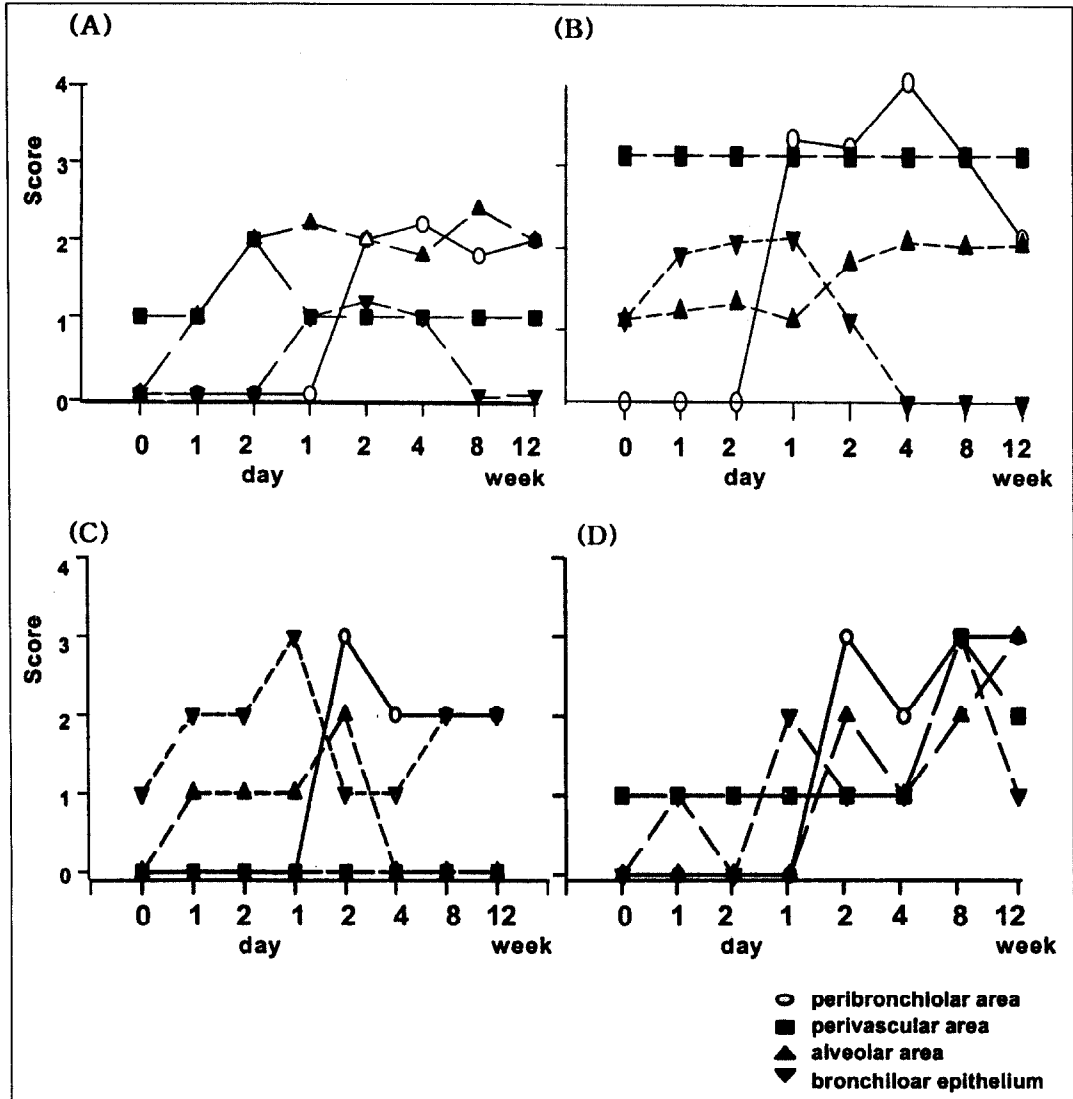 (A)
(B)
Score
4
3
2
1
0
0 1 2 1 2 4 8 12
day week
0 1 2 1 2 4 8 12
day week
(C)
(D)
Score
4
3
2
1
0
0 1 2 1 2 4 8 12
day week
0 1 2 1 2 4 8 12
day week
peribronchiolar area
perivascular area
alveolar area
bronchiloar epithelium